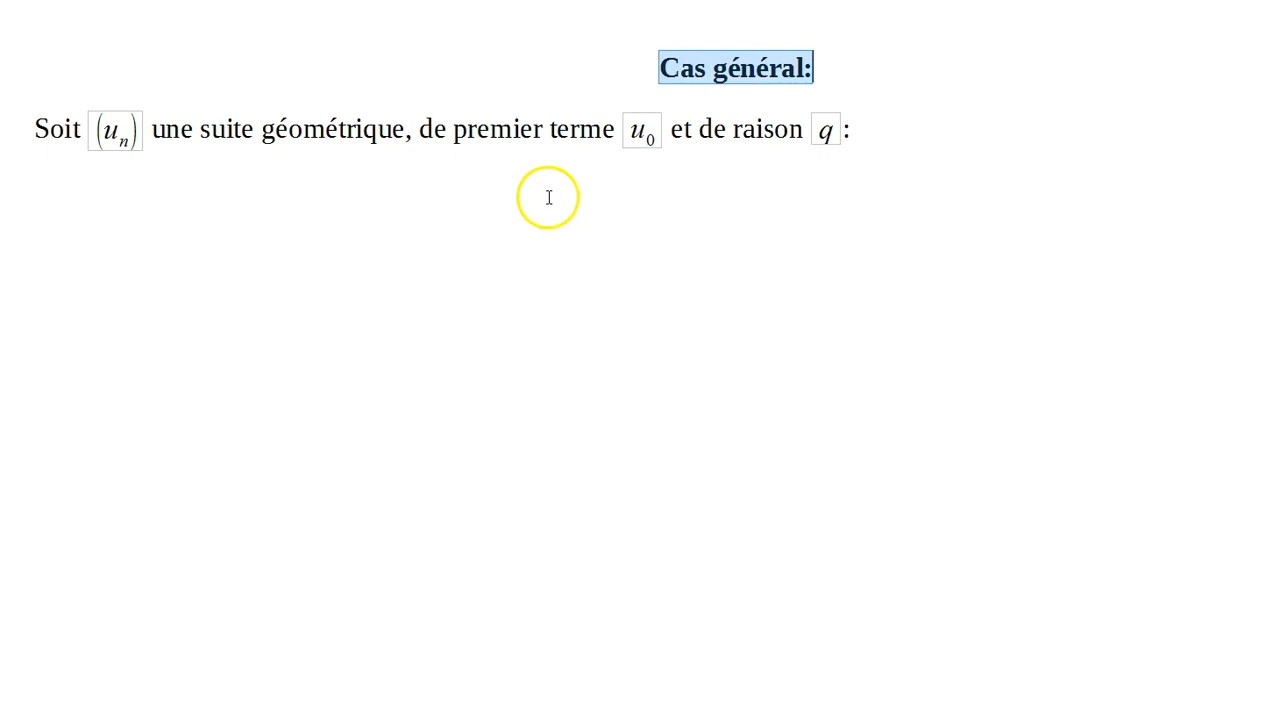 Cas général:
Soit (uₙ) une suite géométrique, de premier terme u₀ et de raison q :